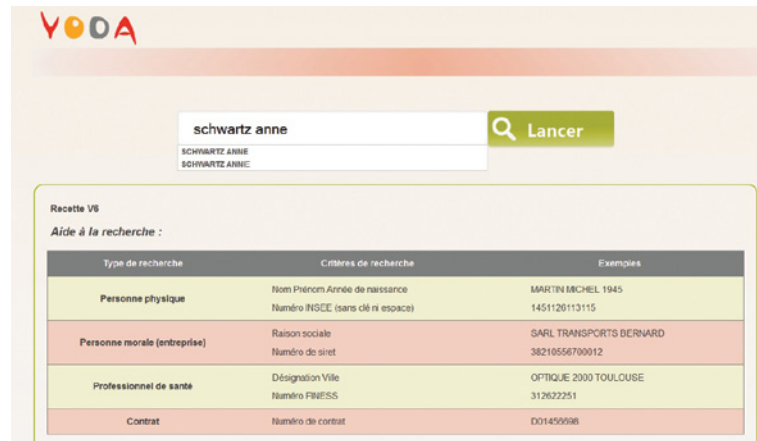 YODA
schwartz anne
Lancer
SCHWARTZ ANNE
SCHWARTZ ANNE
Recette V6
Aide à la recherche :
Type de recherche Critères de recherche Exemples
Personne physique
Nom Prénom Année de naissance MARTIN MICHEL 1945
Numéro INSEE (sans clé ni espace) 1451126113115
Personne morale (entreprise)
Raison sociale SARL TRANSPORTS BERNARD
Numéro de siret 38210556700012
Professionnel de santé
Désignation Ville OPTIQUE 2000 TOULOUSE
Numéro FINESS 312622251
Contrat Numéro de contrat D01456698